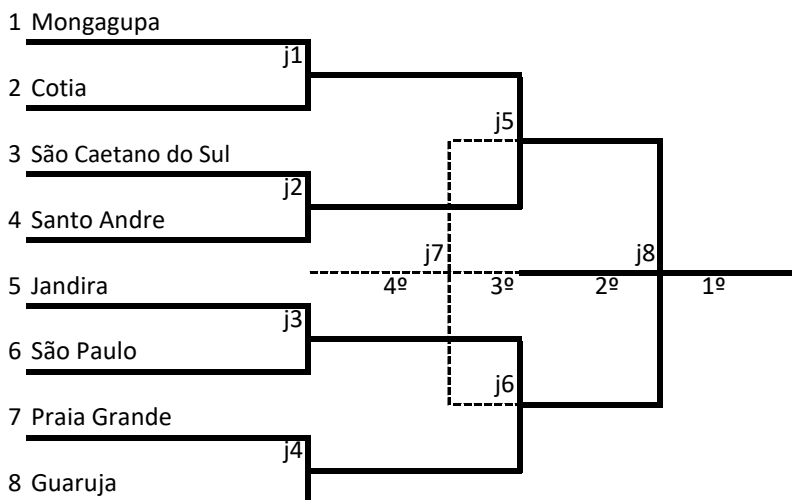 1 Mongagupa
j1
2 Cotia
j5
3 São Caetano do Sul
j2
4 Santo Andre
j7
j8
4º
3º
2º
1º
5 Jandira
j3
6 São Paulo
j6
7 Praia Grande
j4
8 Guaruja